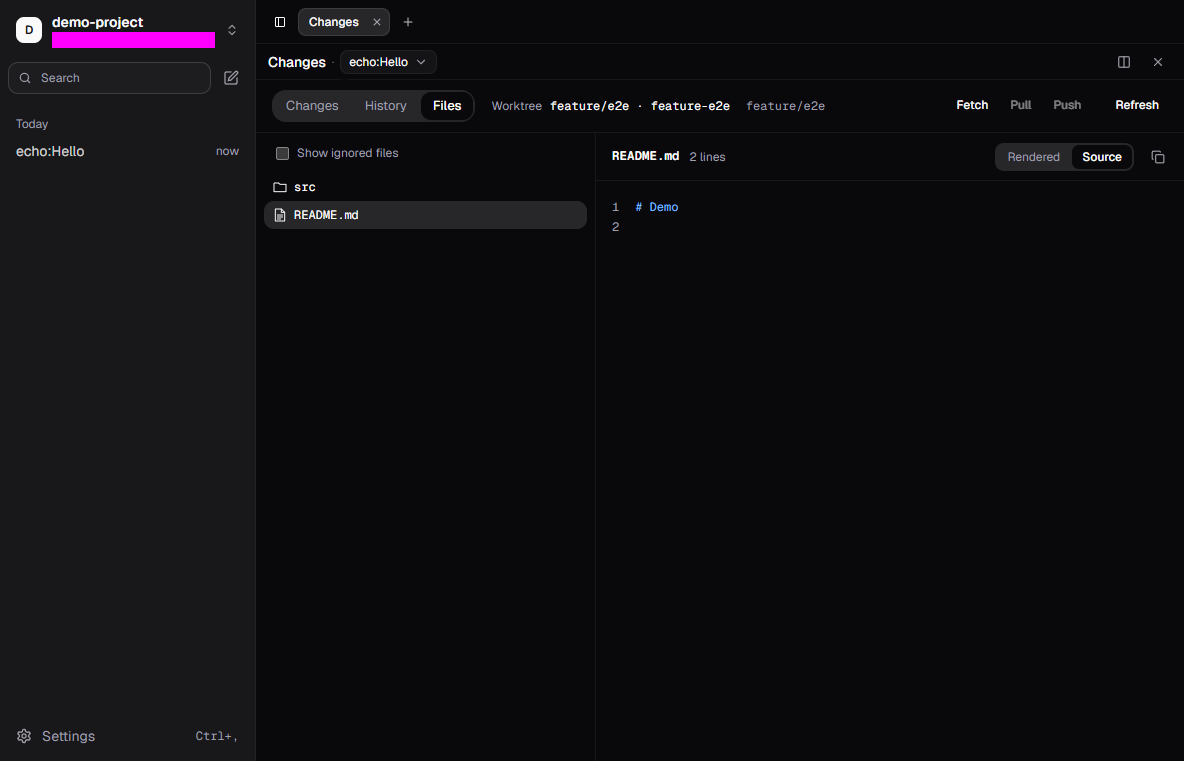 D
demo-project
Search
Today
echo:Hello now
Settings Ctrl+,
Changes
Changes · echo:Hello
Changes History Files Worktree feature/e2e · feature-e2e feature/e2e Fetch Pull Push Refresh
Show ignored files
src
README.md
README.md 2 lines Rendered Source
1 # Demo
2